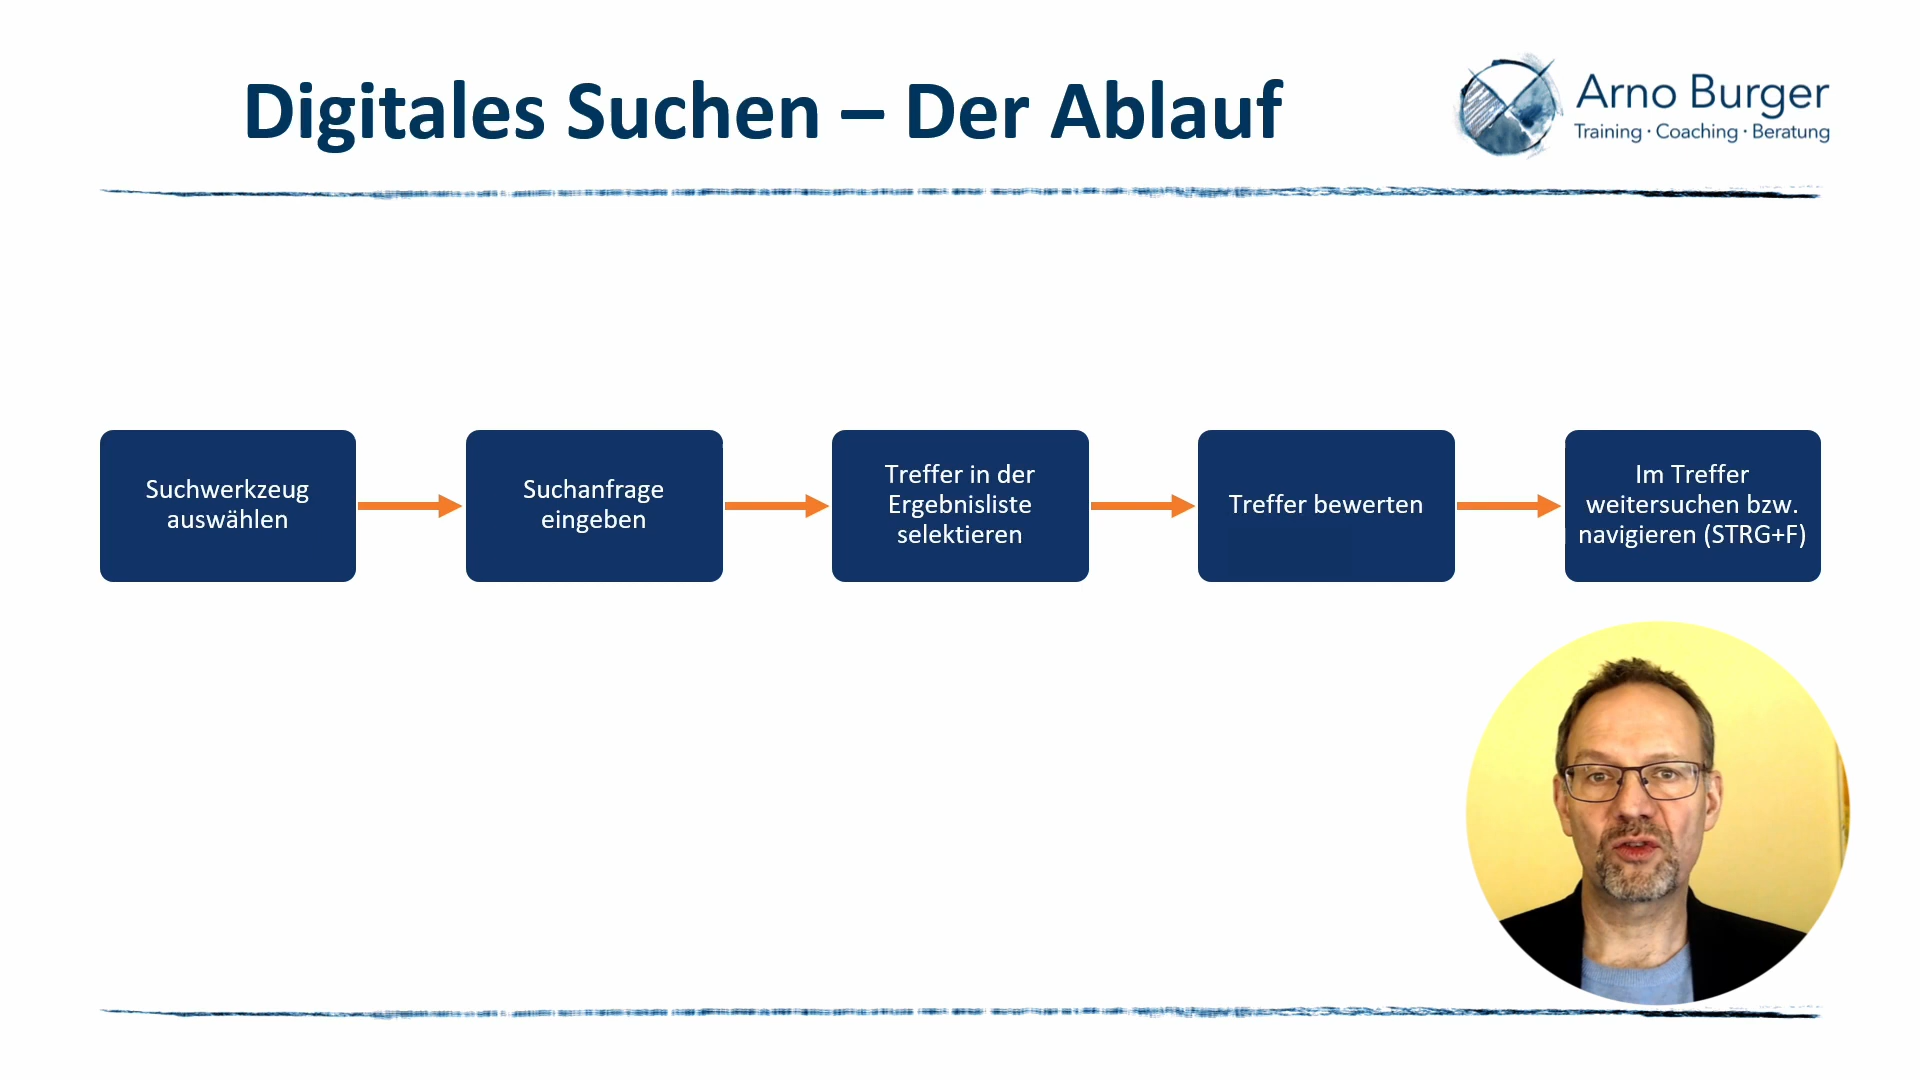 Digitales Suchen – Der Ablauf
Arno Burger
Training · Coaching · Beratung
Suchwerkzeug
auswählen
Suchanfrage
eingeben
Treffer in der
Ergebnisliste
selektieren
Treffer bewerten
Im Treffer
weitersuchen bzw.
navigieren (STRG+F)